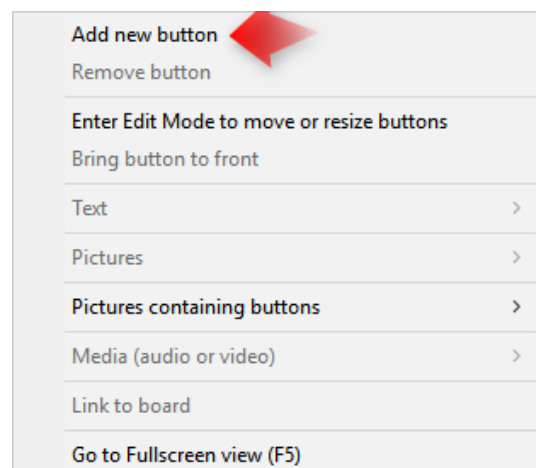 Add new button
Remove button
Enter Edit Mode to move or resize buttons
Bring button to front
Text
Pictures
Pictures containing buttons
Media (audio or video)
Link to board
Go to Fullscreen view (F5)